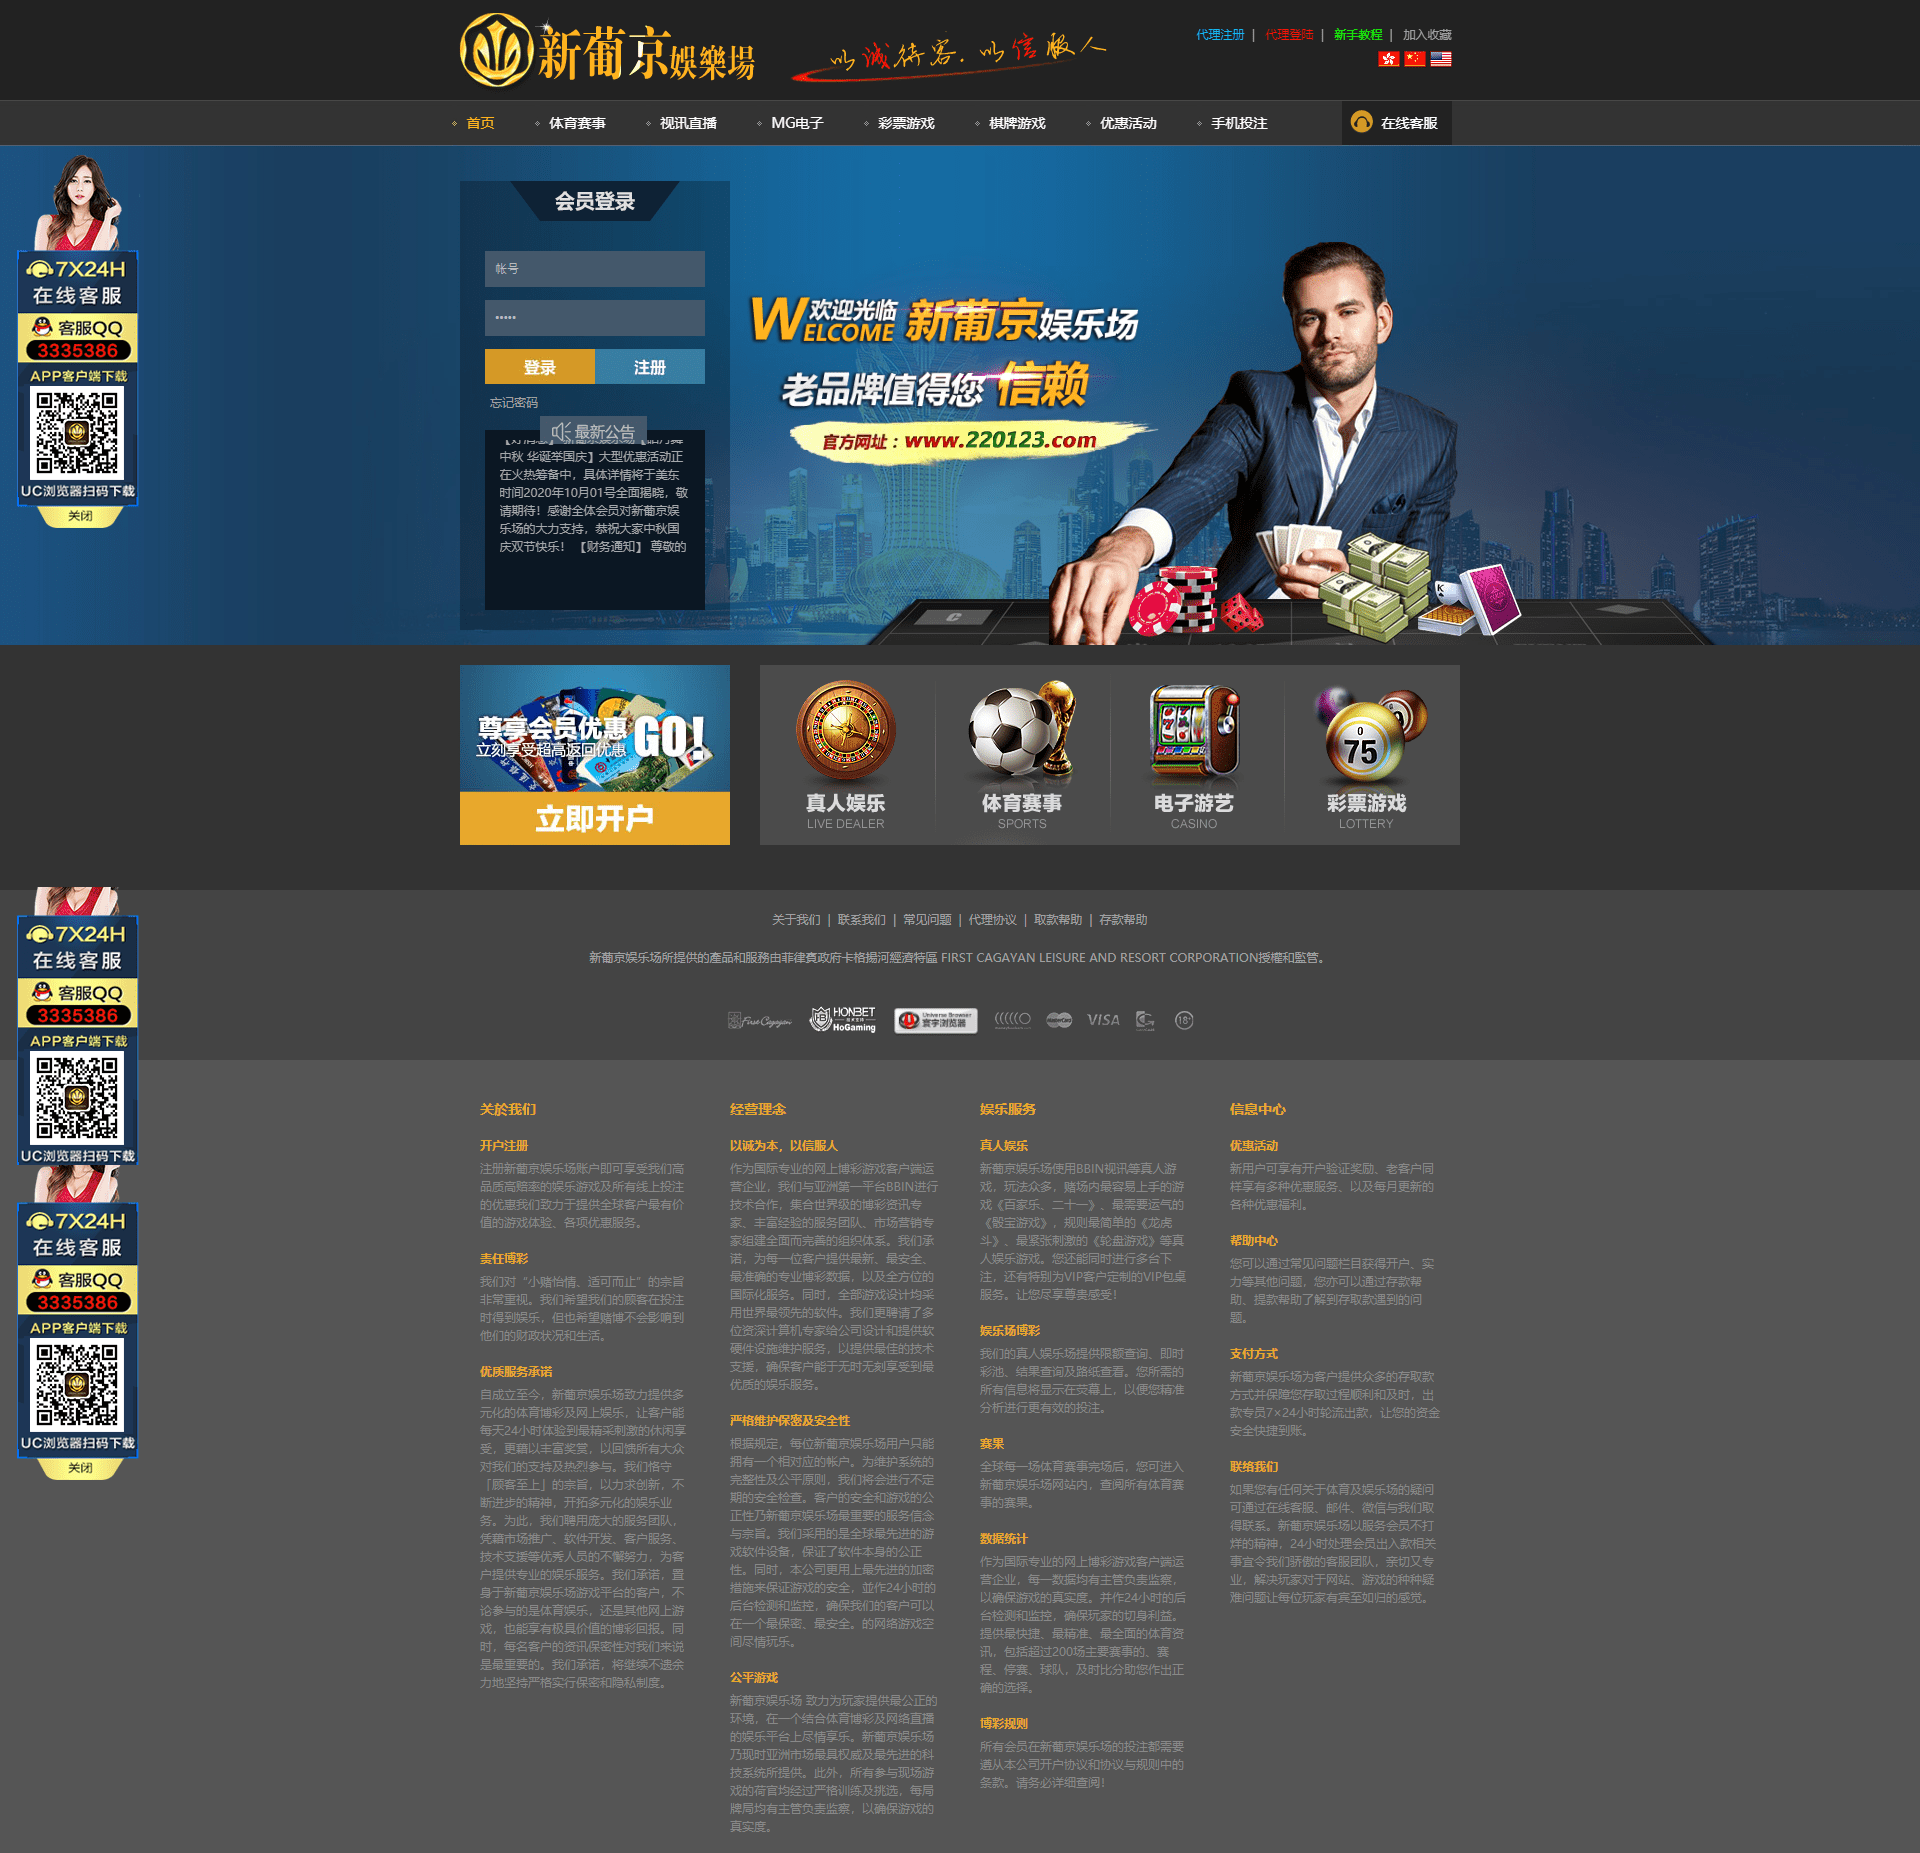 新葡京娱樂場
以诚待客.以信服人
代理注册 | 代理登陆 | 新手教程 | 加入收藏
首页 体育赛事 视讯直播 MG电子 彩票游戏 棋牌游戏 优惠活动 手机投注 在线客服
7X24H
在线客服
客服QQ
3335386
APP客户端下载
UC浏览器扫码下载
关闭
会员登录
帐号
登录 注册
忘记密码
最新公告
中秋 华诞举国庆】大型优惠活动正
在火热筹备中，具体详情将于美东
时间2020年10月01号全面揭晓，敬
请期待！感谢全体会员对新葡京娱
乐场的大力支持，恭祝大家中秋国
庆双节快乐！ 【财务通知】 尊敬的
WELCOME 欢迎光临 新葡京娱乐场
老品牌值得您 信赖
官方网址：www.220123.com
尊享会员优惠 GO!
立刻享受超高返回优惠
立即开户
真人娱乐 体育赛事 电子游艺 彩票游戏
LIVE DEALER SPORTS CASINO LOTTERY
0
75
关于我们 | 联系我们 | 常见问题 | 代理协议 | 取款帮助 | 存款帮助
新葡京娱乐场所提供的產品和服務由菲律賓政府卡格揚河經濟特區 FIRST CAGAYAN LEISURE AND RESORT CORPORATION授權和監管。
First Cagayan HONBET HoGaming Universe Browser 寰宇浏览器 MasterCard VISA 18
7X24H
在线客服
客服QQ
3335386
APP客户端下载
UC浏览器扫码下载
7X24H
在线客服
客服QQ
3335386
APP客户端下载
UC浏览器扫码下载
关闭
关於我们
开户注册
注册新葡京娱乐场账户即可享受我们高
品质高赔率的娱乐游戏及所有线上投注
的优惠我们致力于提供全球客户最有价
值的游戏体验、各项优惠服务。
责任博彩
我们对“小赌怡情、适可而止”的宗旨
非常重视。我们希望我们的顾客在投注
时得到娱乐，但也希望赌博不会影响到
他们的财政状况和生活。
优质服务承诺
自成立至今，新葡京娱乐场致力提供多
元化的体育博彩及网上娱乐，让客户能
每天24小时体验到最精采刺激的休闲享
受，更藉以丰富奖赏，以回馈所有大众
对我们的支持及热烈参与。我们恪守
「顾客至上」的宗旨，以力求创新，不
断进步的精神，开拓多元化的娱乐业
务。为此，我们聘用庞大的服务团队，
凭藉市场推广、软件开发、客户服务、
技术支援等优秀人员的不懈努力，为客
户提供专业的娱乐服务。我们承诺，置
身于新葡京娱乐场游戏平台的客户，不
论参与的是体育娱乐，还是其他网上游
戏，也能享有极具价值的博彩回报。同
时，每名客户的资讯保密性对我们来说
是最重要的。我们承诺，将继续不遗余
力地坚持严格实行保密和隐私制度。
经营理念
以诚为本，以信服人
作为国际专业的网上博彩游戏客户端运
营企业，我们与亚洲第一平台BBIN进行
技术合作，集合世界级的博彩资讯专
家、丰富经验的服务团队、市场营销专
家组建全面而完善的组织体系。我们承
诺，为每一位客户提供最新、最安全、
最准确的专业博彩数据，以及全方位的
国际化服务。同时，全部游戏设计均采
用世界最领先的软件。我们更聘请了多
位资深计算机专家给公司设计和提供软
硬件设施维护服务，以提供最佳的技术
支援，确保客户能于无时无刻享受到最
优质的娱乐服务。
严格维护保密及安全性
根据规定，每位新葡京娱乐场用户只能
拥有一个相对应的帐户。为维护系统的
完整性及公平原则，我们将会进行不定
期的安全检查。客户的安全和游戏的公
正性乃新葡京娱乐场最重要的服务信念
与宗旨。我们采用的是全球最先进的游
戏软件设备，保证了软件本身的公正
性。同时，本公司更用上最先进的加密
措施来保证游戏的安全，並作24小时的
后台检测和监控，确保我们的客户可以
在一个最保密、最安全。的网络游戏空
间尽情玩乐。
公平游戏
新葡京娱乐场 致力为玩家提供最公正的
环境，在一个结合体育博彩及网络直播
的娱乐平台上尽情享乐。新葡京娱乐场
乃现时亚洲市场最具权威及最先进的科
技系统所提供。此外，所有参与现场游
戏的荷官均经过严格训练及挑选，每局
牌局均有主管负责监察，以确保游戏的
真实度。
娱乐服务
真人娱乐
新葡京娱乐场使用BBIN视讯等真人游
戏，玩法众多，赌场内最容易上手的游
戏《百家乐、二十一》、最需要运气的
《骰宝游戏》，规则最简单的《龙虎
斗》、最紧张刺激的《轮盘游戏》等真
人娱乐游戏。您还能同时进行多台下
注，还有特别为VIP客户定制的VIP包桌
服务。让您尽享尊贵感受！
娱乐场博彩
我们的真人娱乐场提供限额查询、即时
彩池、结果查询及路纸查看。您所需的
所有信息将显示在荧幕上，以便您精准
分析进行更有效的投注。
赛果
全球每一场体育赛事完场后，您可进入
新葡京娱乐场网站内，查阅所有体育赛
事的赛果。
数据统计
作为国际专业的网上博彩游戏客户端运
营企业，每一数据均有主管负责监察，
以确保游戏的真实度。并作24小时的后
台检测和监控，确保玩家的切身利益。
提供最快捷、最精准、最全面的体育资
讯，包括超过200场主要赛事的、赛
程、停赛、球队，及时比分助您作出正
确的选择。
博彩规则
所有会员在新葡京娱乐场的投注都需要
遵从本公司开户协议和协议与规则中的
条款。请务必详细查阅！
信息中心
优惠活动
新用户可享有开户验证奖励、老客户同
样享有多种优惠服务、以及每月更新的
各种优惠福利。
帮助中心
您可以通过常见问题栏目获得开户、实
力等其他问题，您亦可以通过存款帮
助、提款帮助了解到存取款遇到的问
题。
支付方式
新葡京娱乐场为客户提供众多的存取款
方式并保障您存取过程顺利和及时，出
款专员7×24小时轮流出款，让您的资金
安全快捷到账。
联络我们
如果您有任何关于体育及娱乐场的疑问
可通过在线客服、邮件、微信与我们取
得联系。新葡京娱乐场以服务会员不打
烊的精神，24小时处理会员出入款相关
事宜令我们骄傲的客服团队，亲切又专
业，解决玩家对于网站、游戏的种种疑
难问题让每位玩家有宾至如归的感觉。